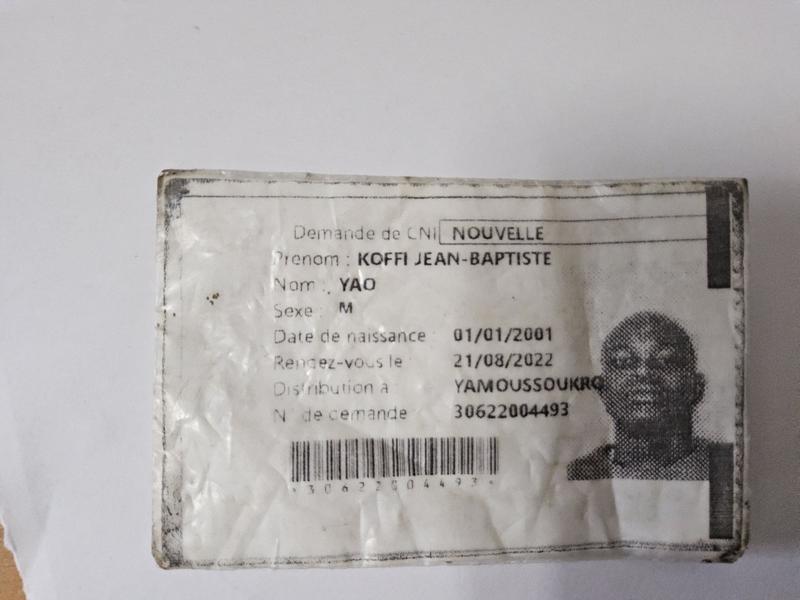 Demande de CNI NOUVELLE
Prenom : KOFFI JEAN-BAPTISTE
Nom : YAO
Sexe : M
Date de naissance 01/01/2001
Rendez-vous le 21/08/2022
Distribution a YAMOUSSOUKRO
N° de demande 30622004493
*30622004493*